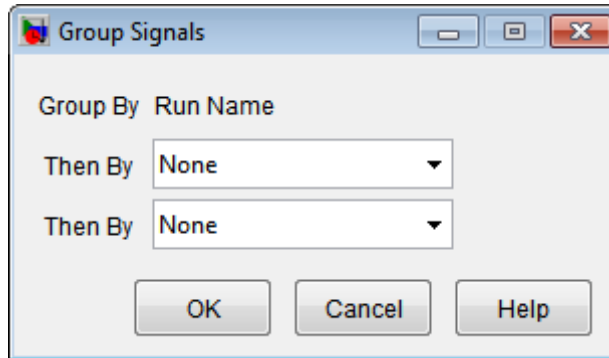 Group Signals
Group By Run Name
Then By None
Then By None
OK Cancel Help